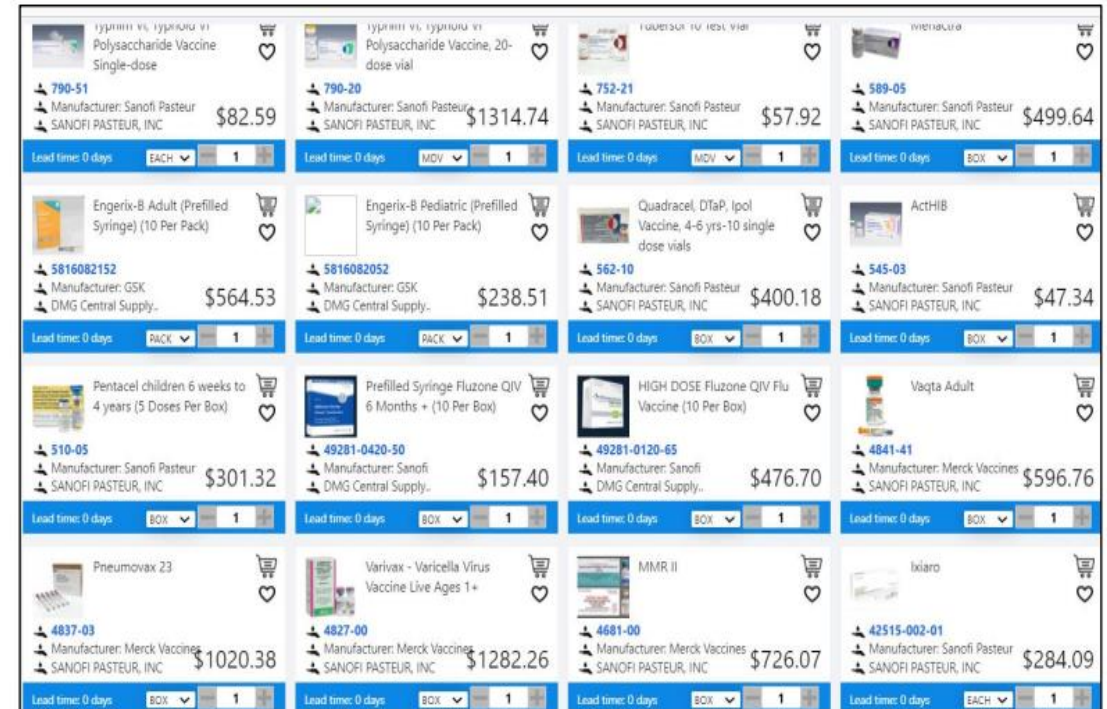 Typhim VI, Typhoid VI
Polysaccharide Vaccine
Single-dose
790-51
Manufacturer: Sanofi Pasteur
SANOFI PASTEUR, INC
$82.59
Lead time: 0 days EACH 1
Typhim VI, Typhoid VI
Polysaccharide Vaccine, 20-
dose vial
790-20
Manufacturer: Sanofi Pasteur
SANOFI PASTEUR, INC
$1314.74
Lead time: 0 days MDV 1
Tubersol 10 Test Vial
752-21
Manufacturer: Sanofi Pasteur
SANOFI PASTEUR, INC
$57.92
Lead time: 0 days MDV 1
Menactra
589-05
Manufacturer: Sanofi Pasteur
SANOFI PASTEUR, INC
$499.64
Lead time: 0 days BOX 1
Engerix-B Adult (Prefilled
Syringe) (10 Per Pack)
5816082152
Manufacturer: GSK
DMG Central Supply..
$564.53
Lead time: 0 days PACK 1
Engerix-B Pediatric (Prefilled
Syringe) (10 Per Pack)
5816082052
Manufacturer: GSK
DMG Central Supply..
$238.51
Lead time: 0 days PACK 1
Quadracel, DTaP, Ipol
Vaccine, 4-6 yrs-10 single
dose vials
562-10
Manufacturer: Sanofi Pasteur
SANOFI PASTEUR, INC
$400.18
Lead time: 0 days BOX 1
ActHIB
545-03
Manufacturer: Sanofi Pasteur
SANOFI PASTEUR, INC
$47.34
Lead time: 0 days BOX 1
Pentacel children 6 weeks to
4 years (5 Doses Per Box)
510-05
Manufacturer: Sanofi Pasteur
SANOFI PASTEUR, INC
$301.32
Lead time: 0 days BOX 1
Prefilled Syringe Fluzone QIV
6 Months + (10 Per Box)
49281-0420-50
Manufacturer: Sanofi
DMG Central Supply..
$157.40
Lead time: 0 days BOX 1
HIGH DOSE Fluzone QIV Flu
Vaccine (10 Per Box)
49281-0120-65
Manufacturer: Sanofi
DMG Central Supply..
$476.70
Lead time: 0 days BOX 1
Vaqta Adult
4841-41
Manufacturer: Merck Vaccines
SANOFI PASTEUR, INC
$596.76
Lead time: 0 days BOX 1
Pneumovax 23
4837-03
Manufacturer: Merck Vaccines
SANOFI PASTEUR, INC
$1020.38
Lead time: 0 days BOX 1
Varivax - Varicella Virus
Vaccine Live Ages 1+
4827-00
Manufacturer: Merck Vaccines
SANOFI PASTEUR, INC
$1282.26
Lead time: 0 days BOX 1
MMR II
4681-00
Manufacturer: Merck Vaccines
SANOFI PASTEUR, INC
$726.07
Lead time: 0 days BOX 1
Ixiaro
42515-002-01
Manufacturer: Sanofi Pasteur
SANOFI PASTEUR, INC
$284.09
Lead time: 0 days EACH 1